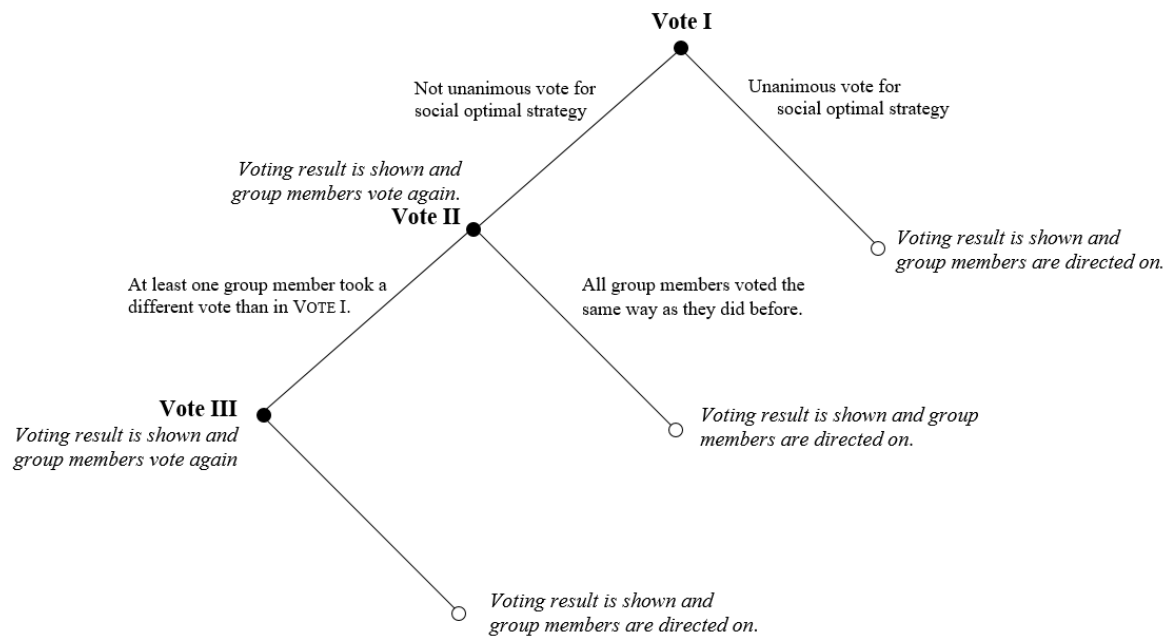 Vote I
Not unanimous vote for
social optimal strategy
Unanimous vote for
social optimal strategy
Voting result is shown and
group members vote again.
Vote II
Voting result is shown and
group members are directed on.
At least one group member took a
different vote than in VOTE I.
All group members voted the
same way as they did before.
Vote III
Voting result is shown and
group members vote again
Voting result is shown and group
members are directed on.
Voting result is shown and
group members are directed on.